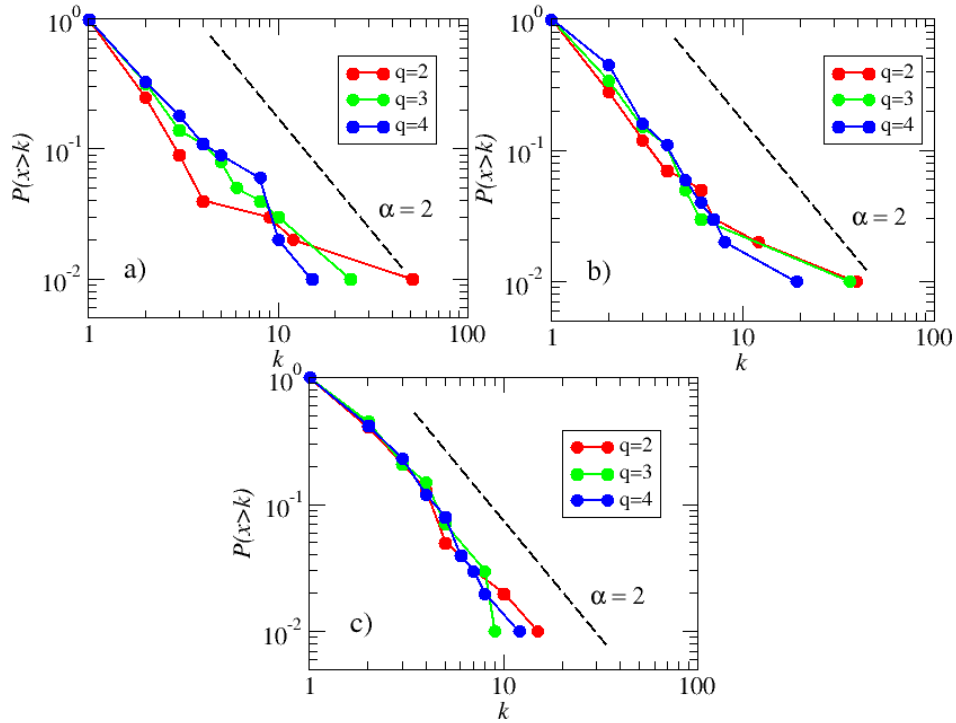 10^0
10^-1
10^-2
P(x>k)
q=2
q=3
q=4
α = 2
a)
1
10
100
k
10^0
10^-1
10^-2
P(x>k)
q=2
q=3
q=4
α = 2
b)
1
10
100
k
10^0
10^-1
10^-2
P(x>k)
q=2
q=3
q=4
α = 2
c)
1
10
100
k